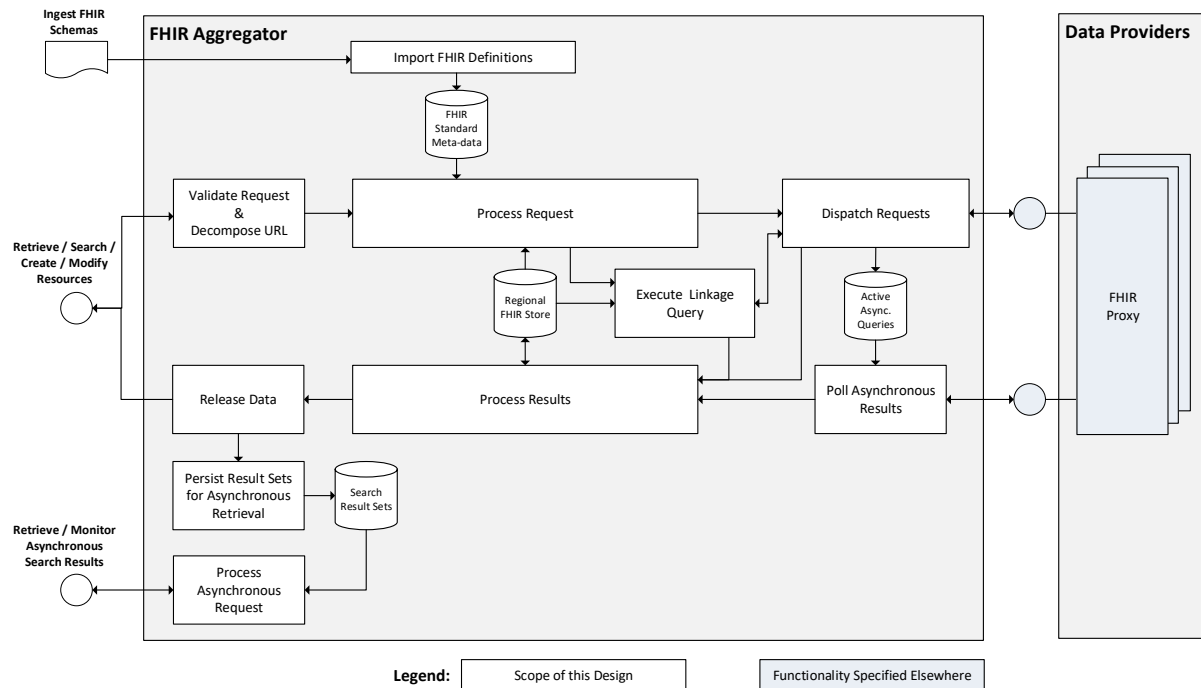 Ingest FHIR
Schemas
FHIR Aggregator
Data Providers
Import FHIR Definitions
FHIR
Standard
Meta-data
Validate Request
&
Decompose URL
Process Request
Dispatch Requests
Retrieve / Search /
Create / Modify
Resources
Regional
FHIR Store
Execute Linkage
Query
Active
Async.
Queries
FHIR
Proxy
Release Data
Process Results
Poll Asynchronous
Results
Persist Result Sets
for Asynchronous
Retrieval
Search
Result Sets
Retrieve / Monitor
Asynchronous
Search Results
Process
Asynchronous
Request
Legend:
Scope of this Design
Functionality Specified Elsewhere